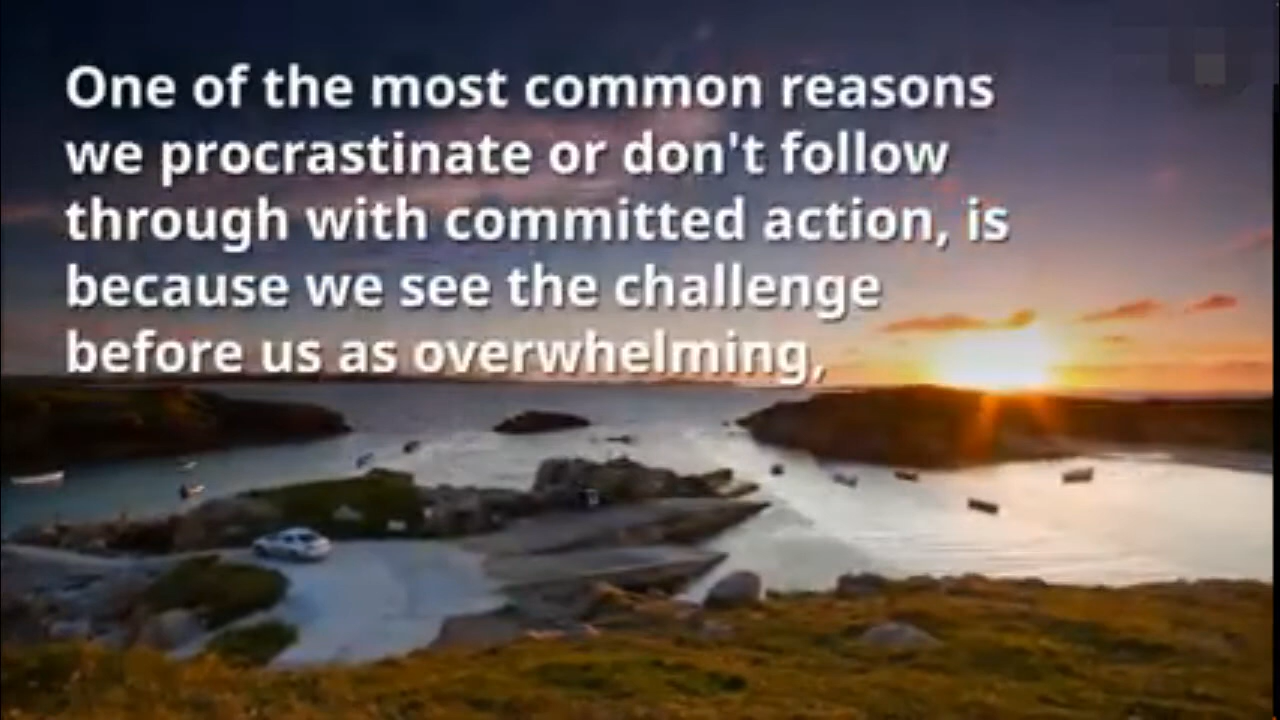 One of the most common reasons
we procrastinate or don't follow
through with committed action, is
because we see the challenge
before us as overwhelming,